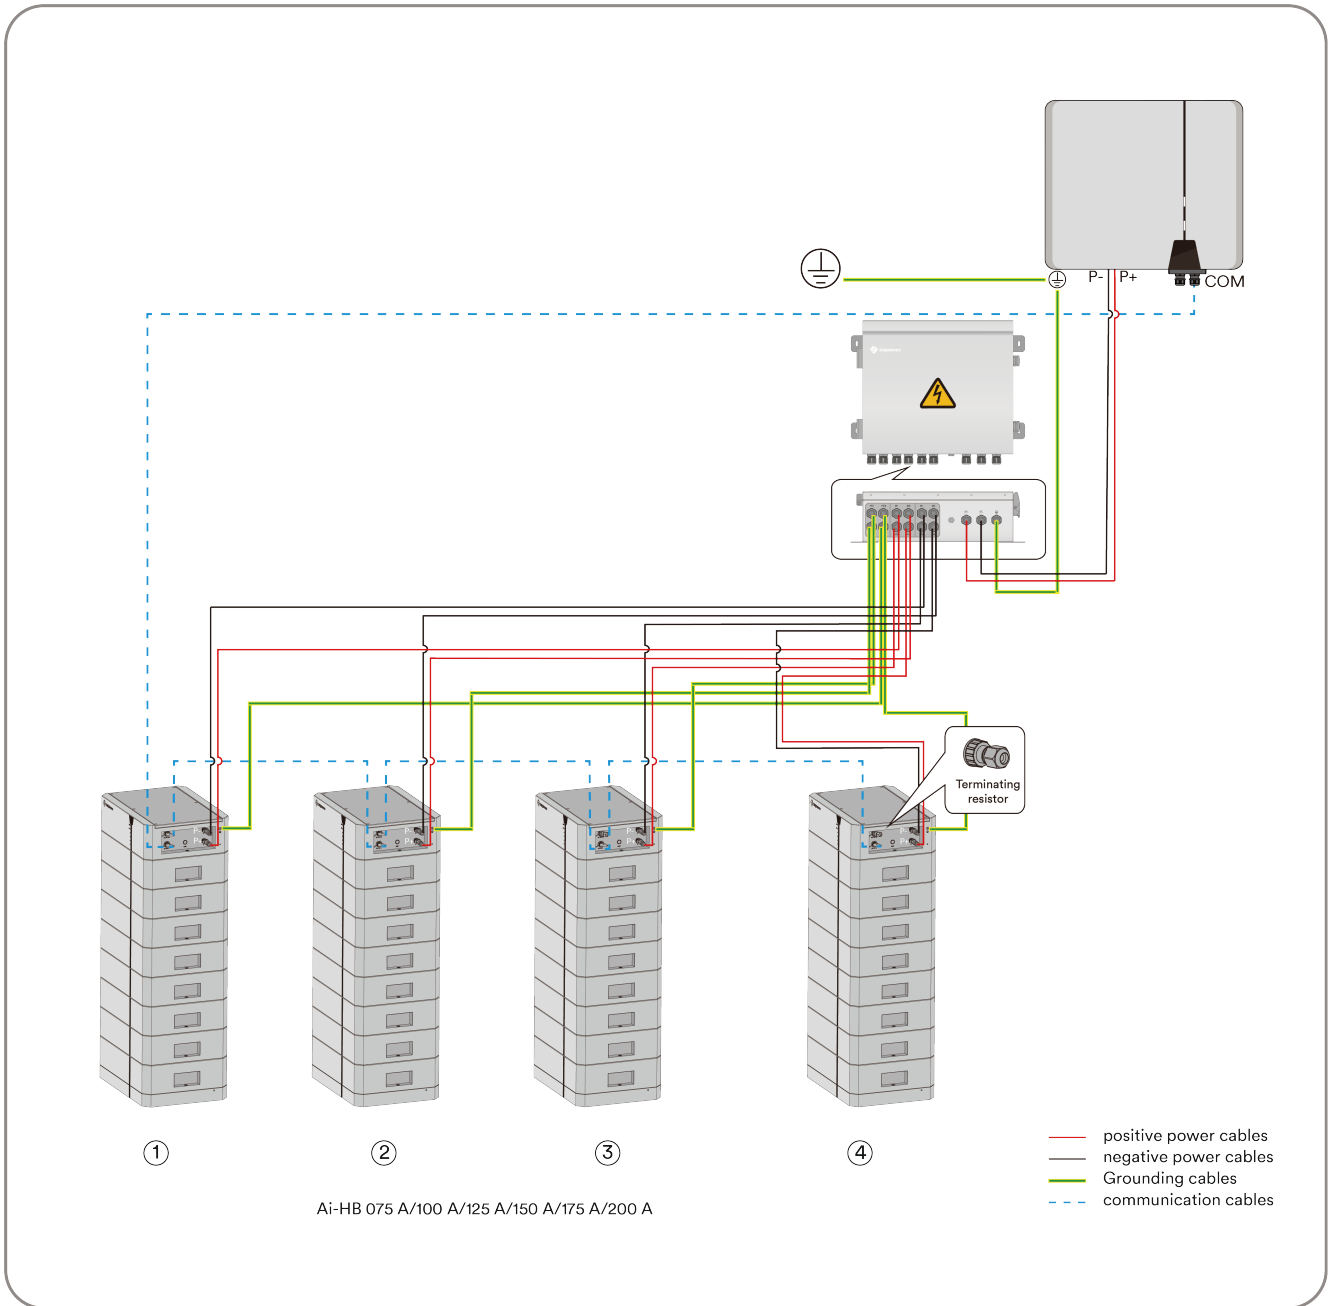 P- P+
COM
Terminating
resistor
1 2 3 4
Ai-HB 075 A/100 A/125 A/150 A/175 A/200 A
positive power cables
negative power cables
Grounding cables
communication cables